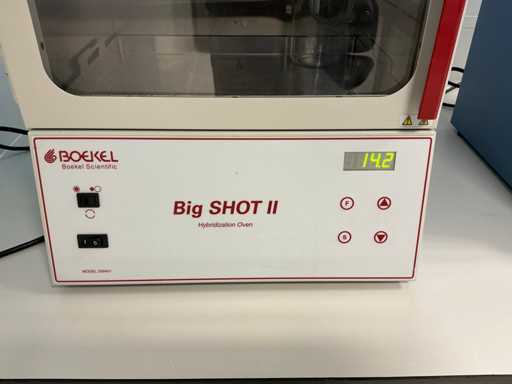 BOEKEL
Boekel Scientific
14.2
Big SHOT II
Hybridization Oven
F
S
I O